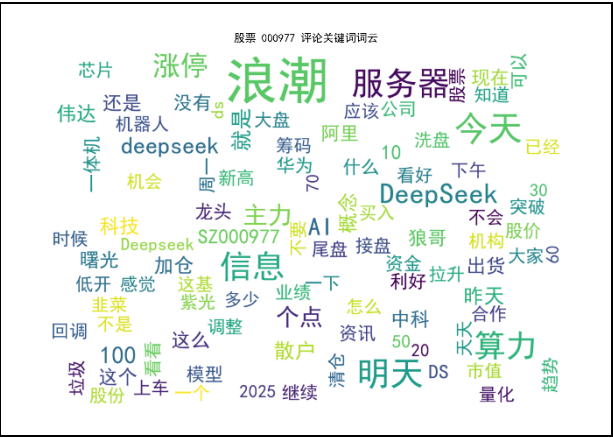 股票 000977 评论关键词词云
芯片
涨停
浪潮
服务器
股票
现在
可以
知道
伟达
还是
没有
ds
就是
大盘
应该
公司
今天
机器人
阿里
洗盘
已经
一体机
deepseek
筹码
10
周一
新高
华为
什么
看好
下午
机会
70
DeepSeek
30
突破
龙头
主力
概念
买入
不会
科技
AI
股价
时候
Deepseek
SZ000977
不要
尾盘
接盘
狼哥
机构
大家
60
曙光
加仓
信息
资金
出货
低开
感觉
这基
一下
利好
拉升
昨天
韭菜
紫光
多少
业绩
怎么
合作
不是
个点
中科
回调
调整
资讯
天天
这么
散户
50
20
算力
100
看看
清仓
明天
DS
市值
趋势
垃圾
这个
模型
上车
股份
一个
2025
继续
量化